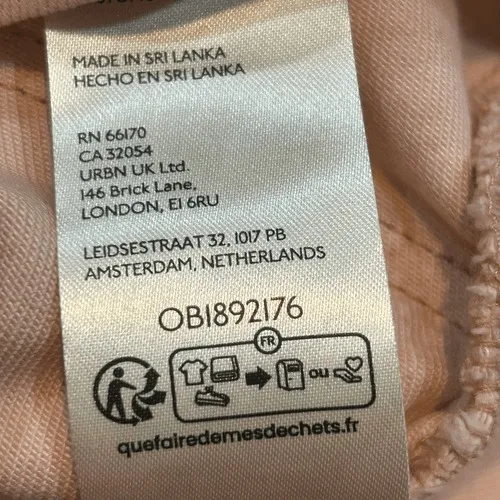 MADE IN SRI LANKA
HECHO EN SRI LANKA
RN 66170
CA 32054
URBN UK Ltd.
146 Brick Lane,
LONDON, E1 6RU
LEIDSESTRAAT 32, 1017 PB
AMSTERDAM, NETHERLANDS
OB1892176
FR
ou
quefairedemesdechets.fr